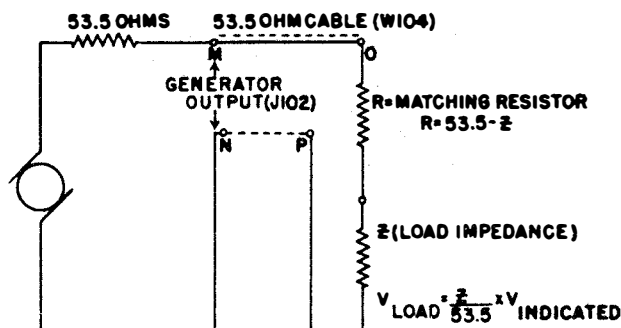 53.5 OHMS
53.5 OHM CABLE (W104)
M
O
GENERATOR
OUTPUT (J102)
R=MATCHING RESISTOR
R= 53.5-Z
N
P
Z (LOAD IMPEDANCE)
V LOAD = Z/53.5 x V INDICATED